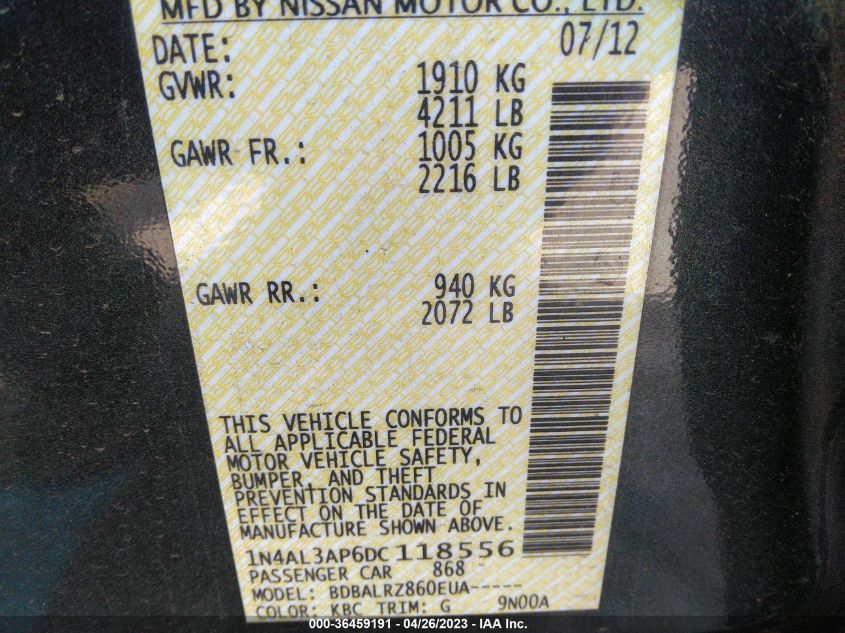 MFD BY NISSAN MOTOR CO., LTD.
DATE: 07/12
GVWR: 1910 KG
4211 LB
GAWR FR.: 1005 KG
2216 LB
GAWR RR.: 940 KG
2072 LB
THIS VEHICLE CONFORMS TO
ALL APPLICABLE FEDERAL
MOTOR VEHICLE SAFETY,
BUMPER, AND THEFT
PREVENTION STANDARDS IN
EFFECT ON THE DATE OF
MANUFACTURE SHOWN ABOVE.
1N4AL3AP6DC118556
PASSENGER CAR 868
MODEL: BDBALRZ860EUA-----
COLOR: KBC TRIM: G 9N00A
000-36459191 - 04/26/2023 - IAA Inc.